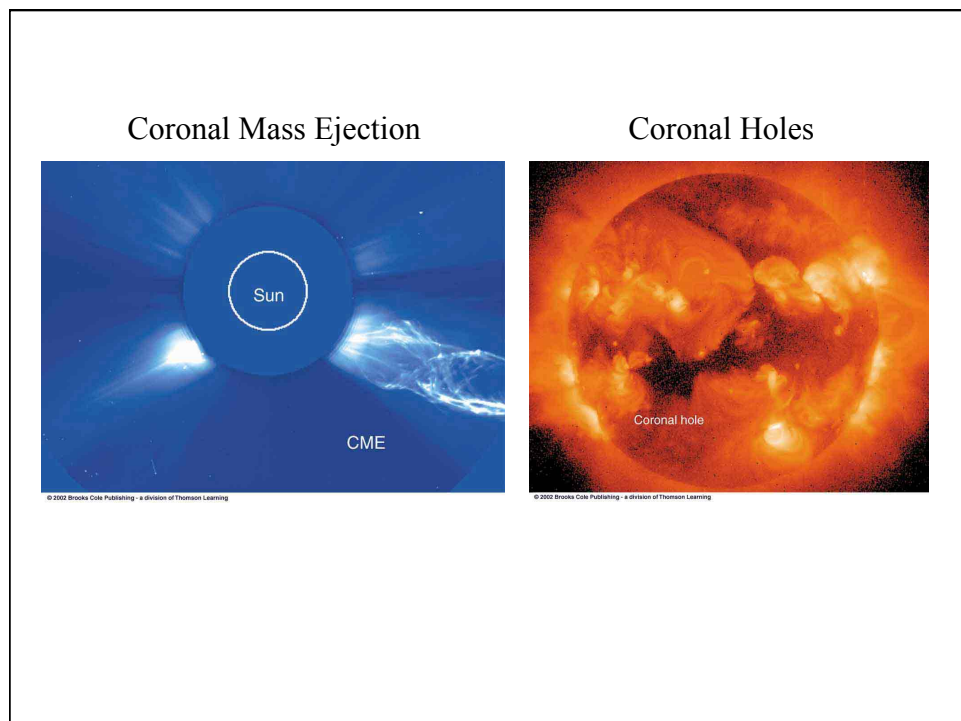 Coronal Mass Ejection
Sun
CME
© 2002 Brooks Cole Publishing - a division of Thomson Learning
Coronal Holes
Coronal hole
© 2002 Brooks Cole Publishing - a division of Thomson Learning